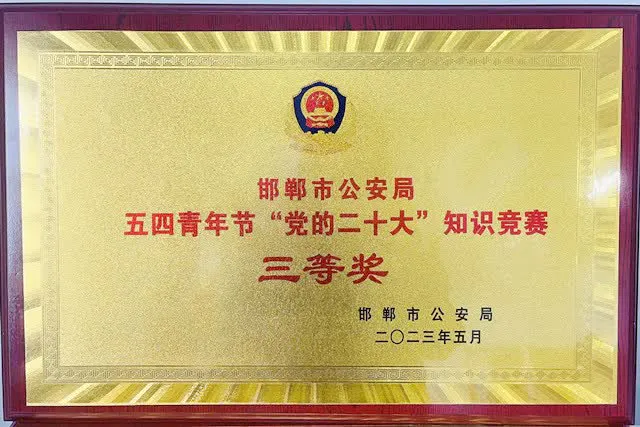 邯郸市公安局
五四青年节“党的二十大”知识竞赛
三等奖
邯郸市公安局
二〇二三年五月